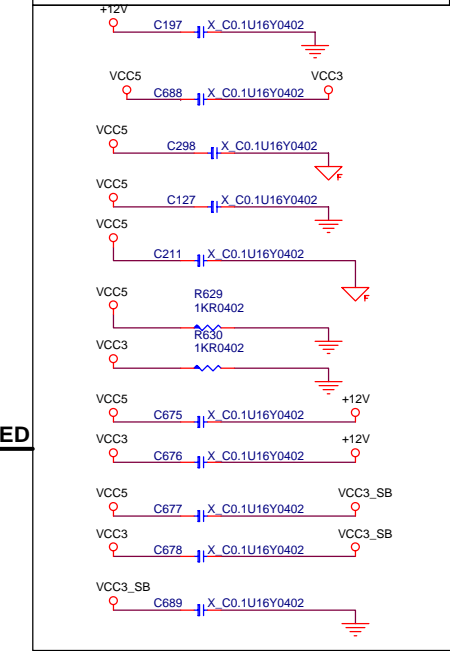 +12V
C197 X_C0.1U16Y0402
VCC5 VCC3
C688 X_C0.1U16Y0402
VCC5
C298 X_C0.1U16Y0402
F
VCC5
C127 X_C0.1U16Y0402
VCC5
C211 X_C0.1U16Y0402
F
VCC5 R629
1KR0402
VCC3 R630
1KR0402
VCC5 +12V
C675 X_C0.1U16Y0402
ED VCC3 +12V
C676 X_C0.1U16Y0402
VCC5 VCC3_SB
C677 X_C0.1U16Y0402
VCC3 VCC3_SB
C678 X_C0.1U16Y0402
VCC3_SB
C689 X_C0.1U16Y0402